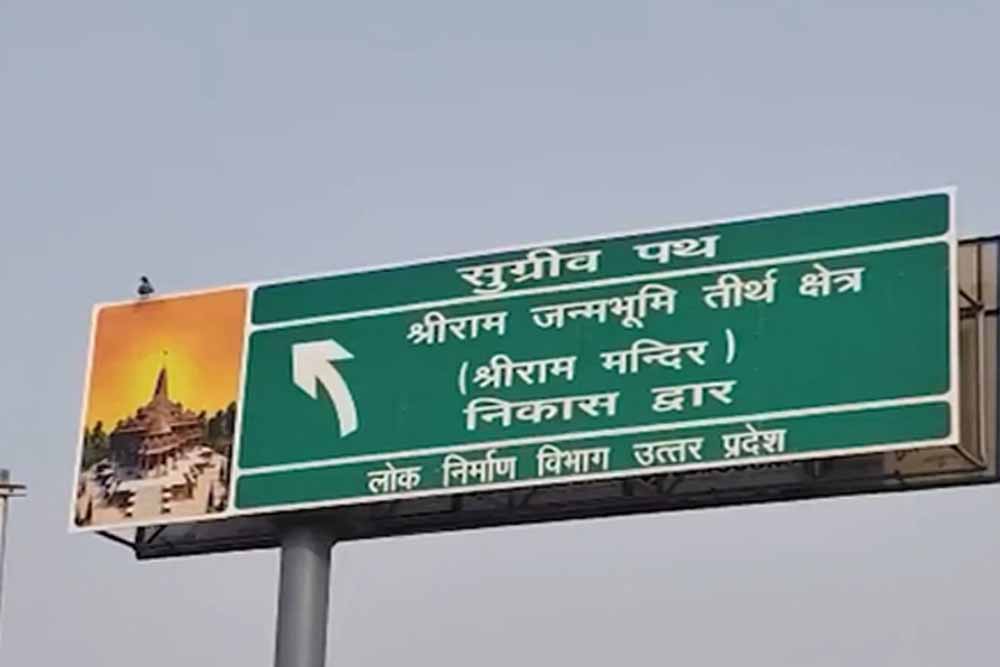 सुग्रीव पथ
श्रीराम जन्मभूमि तीर्थ क्षेत्र
(श्रीराम मन्दिर )
निकास द्वार
लोक निर्माण विभाग उत्तर प्रदेश